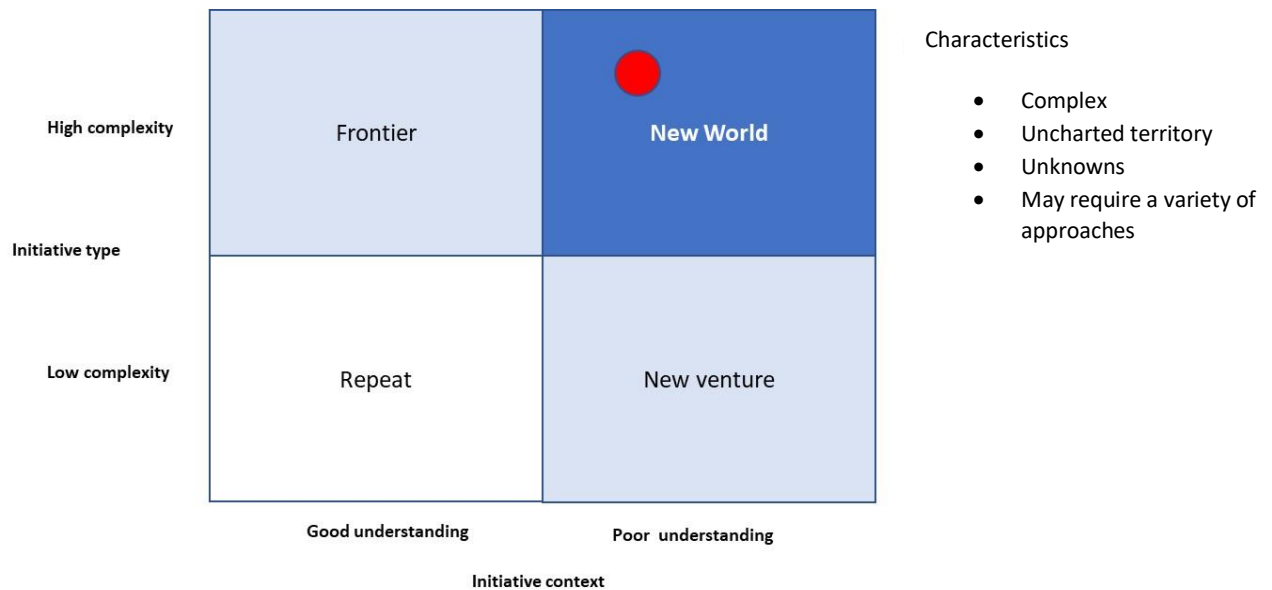 Characteristics
• Complex
• Uncharted territory
• Unknowns
• May require a variety of
approaches
High complexity
Frontier
New World
Initiative type
Low complexity
Repeat
New venture
Good understanding
Poor understanding
Initiative context